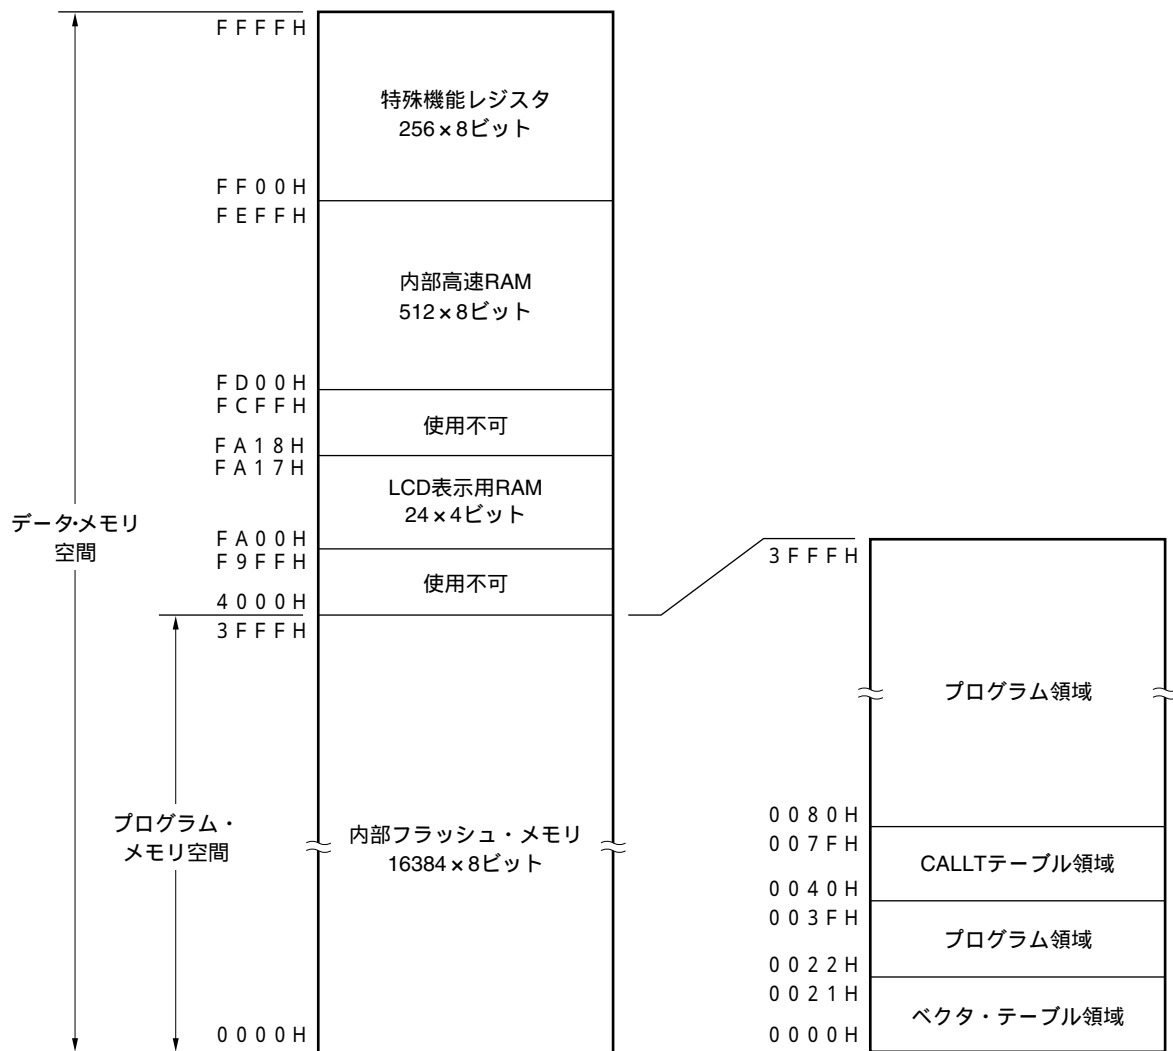 FFFFH
特殊機能レジスタ
256×8ビット
FF00H
FEFFH
内部高速RAM
512×8ビット
FD00H
FCFFH
使用不可
FA18H
FA17H
LCD表示用RAM
24×4ビット
データ・メモリ
空間
FA00H
F9FFH
使用不可
4000H
3FFFH
プログラム・
メモリ空間
内部フラッシュ・メモリ
16384×8ビット
0000H
3FFFH
プログラム領域
0080H
007FH
CALLTテーブル領域
0040H
003FH
プログラム領域
0022H
0021H
ベクタ・テーブル領域
0000H